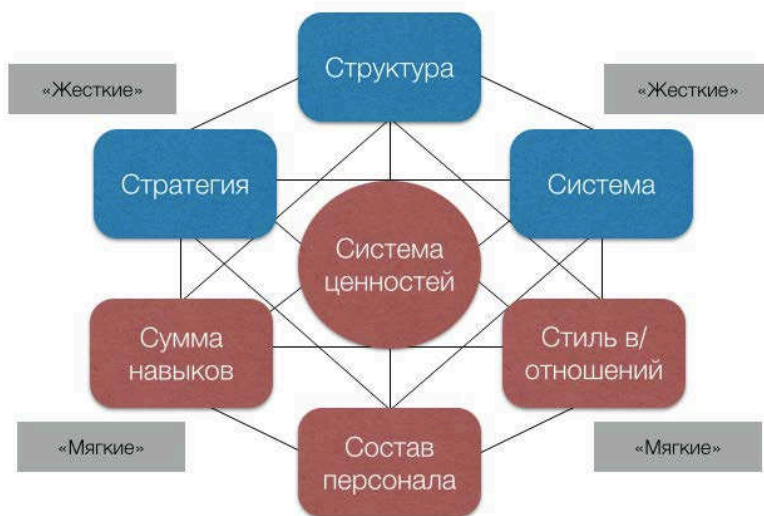 Структура
«Жесткие»
«Жесткие»
Стратегия
Система
Система
ценностей
Сумма
навыков
Стиль в/
отношений
«Мягкие»
Состав
персонала
«Мягкие»